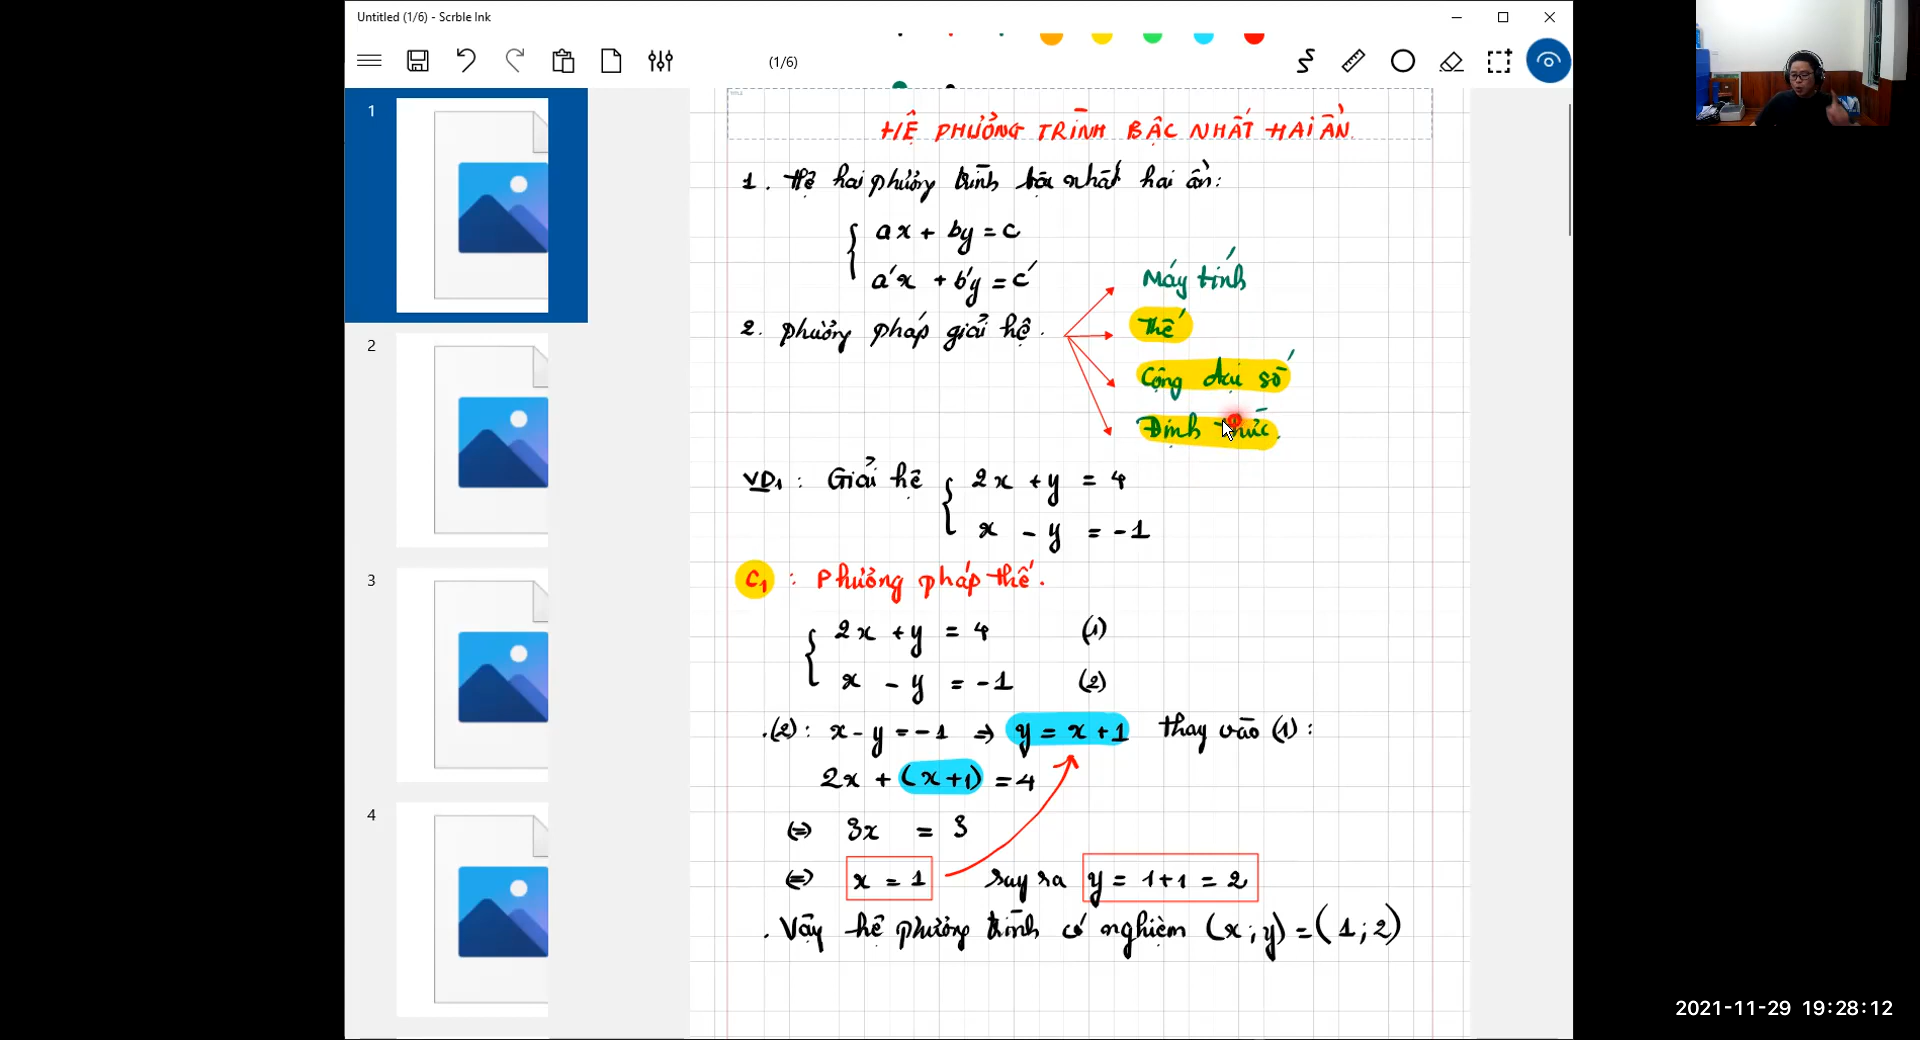 Untitled (1/6) - Scrble Ink
(1/6)
1
2
3
4
TITLE
HỆ PHƯƠNG TRÌNH BẬC NHẤT HAI ẨN.
1. Hệ hai phương trình bậc nhất hai ẩn:
{ ax + by = c
a'x + b'y = c'
2. phương pháp giải hệ.
Máy tính
Thế
Cộng đại số
Định thức.
VD1: Giải hệ { 2x + y = 4
x - y = -1
C1: Phương pháp thế.
{ 2x + y = 4 (1)
x - y = -1 (2)
.(2): x - y = -1 => y = x + 1 thay vào (1):
2x + (x+1) = 4
<=> 3x = 3
<=> x = 1 suy ra y = 1+1 = 2
. Vậy hệ phương trình có nghiệm (x; y) = (1; 2)
2021-11-29 19:28:12